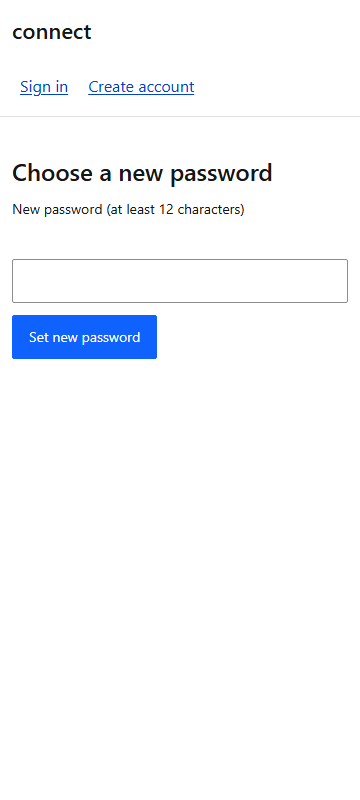 connect
Sign in Create account
Choose a new password
New password (at least 12 characters)
Set new password